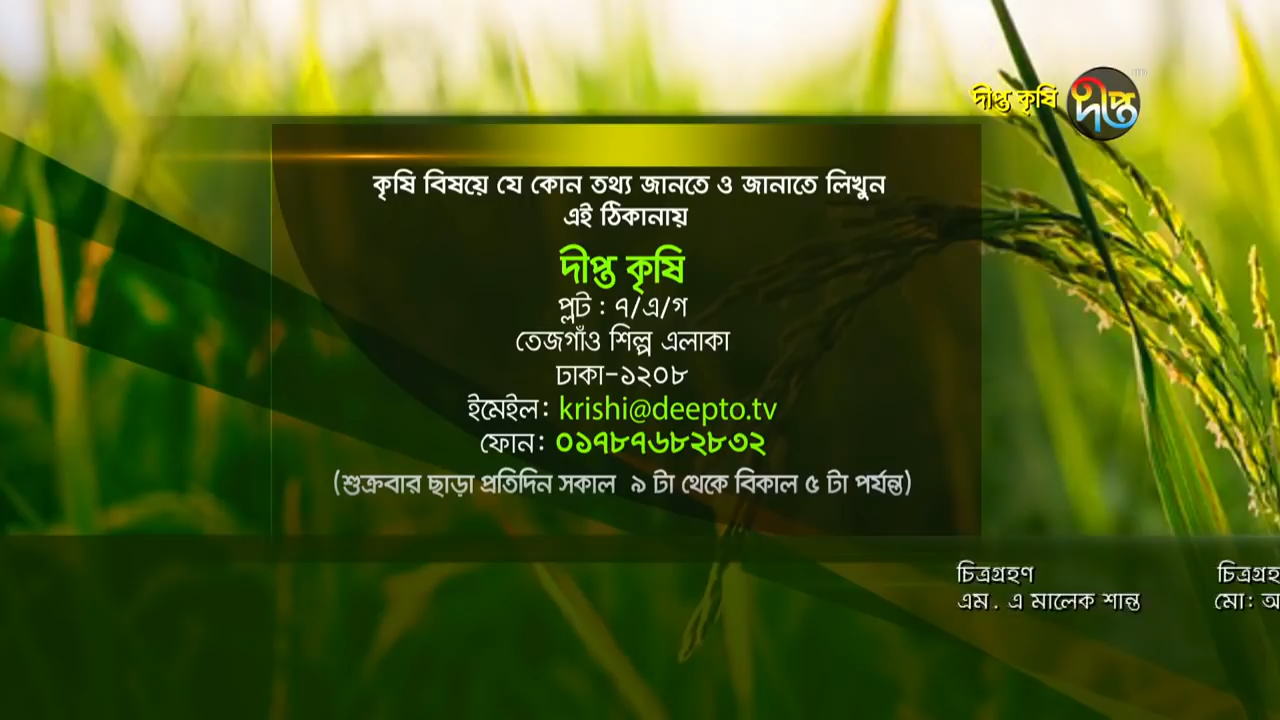 দীপ্ত কৃষি
দীপ্ত
কৃষি বিষয়ে যে কোন তথ্য জানতে ও জানাতে লিখুন
এই ঠিকানায়
দীপ্ত কৃষি
প্লট : ৭/এ/গ
তেজগাঁও শিল্প এলাকা
ঢাকা-১২০৮
ইমেইল: krishi@deepto.tv
ফোন: ০১৭৮৭৬৮২৮৩২
(শুক্রবার ছাড়া প্রতিদিন সকাল ৯ টা থেকে বিকাল ৫ টা পর্যন্ত)
চিত্রগ্রহণ
এম. এ মালেক শান্ত
মো: